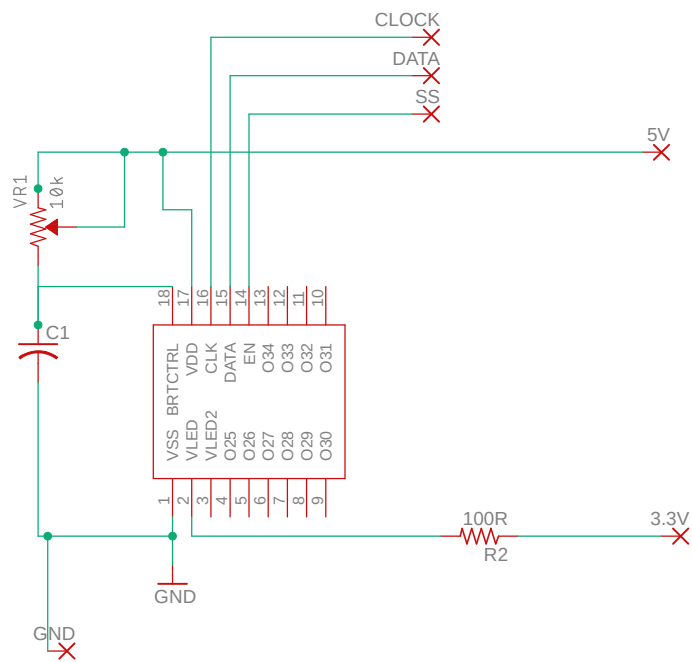 CLOCK
DATA
SS
5V
VR1
10k
18
17
16
15
14
13
12
11
10
C1
BRTCTRL
VDD
CLK
DATA
EN
O34
O33
O32
O31
VSS
VLED
VLED2
O25
O26
O27
O28
O29
O30
1
2
3
4
5
6
7
8
9
100R
R2
3.3V
GND
GND